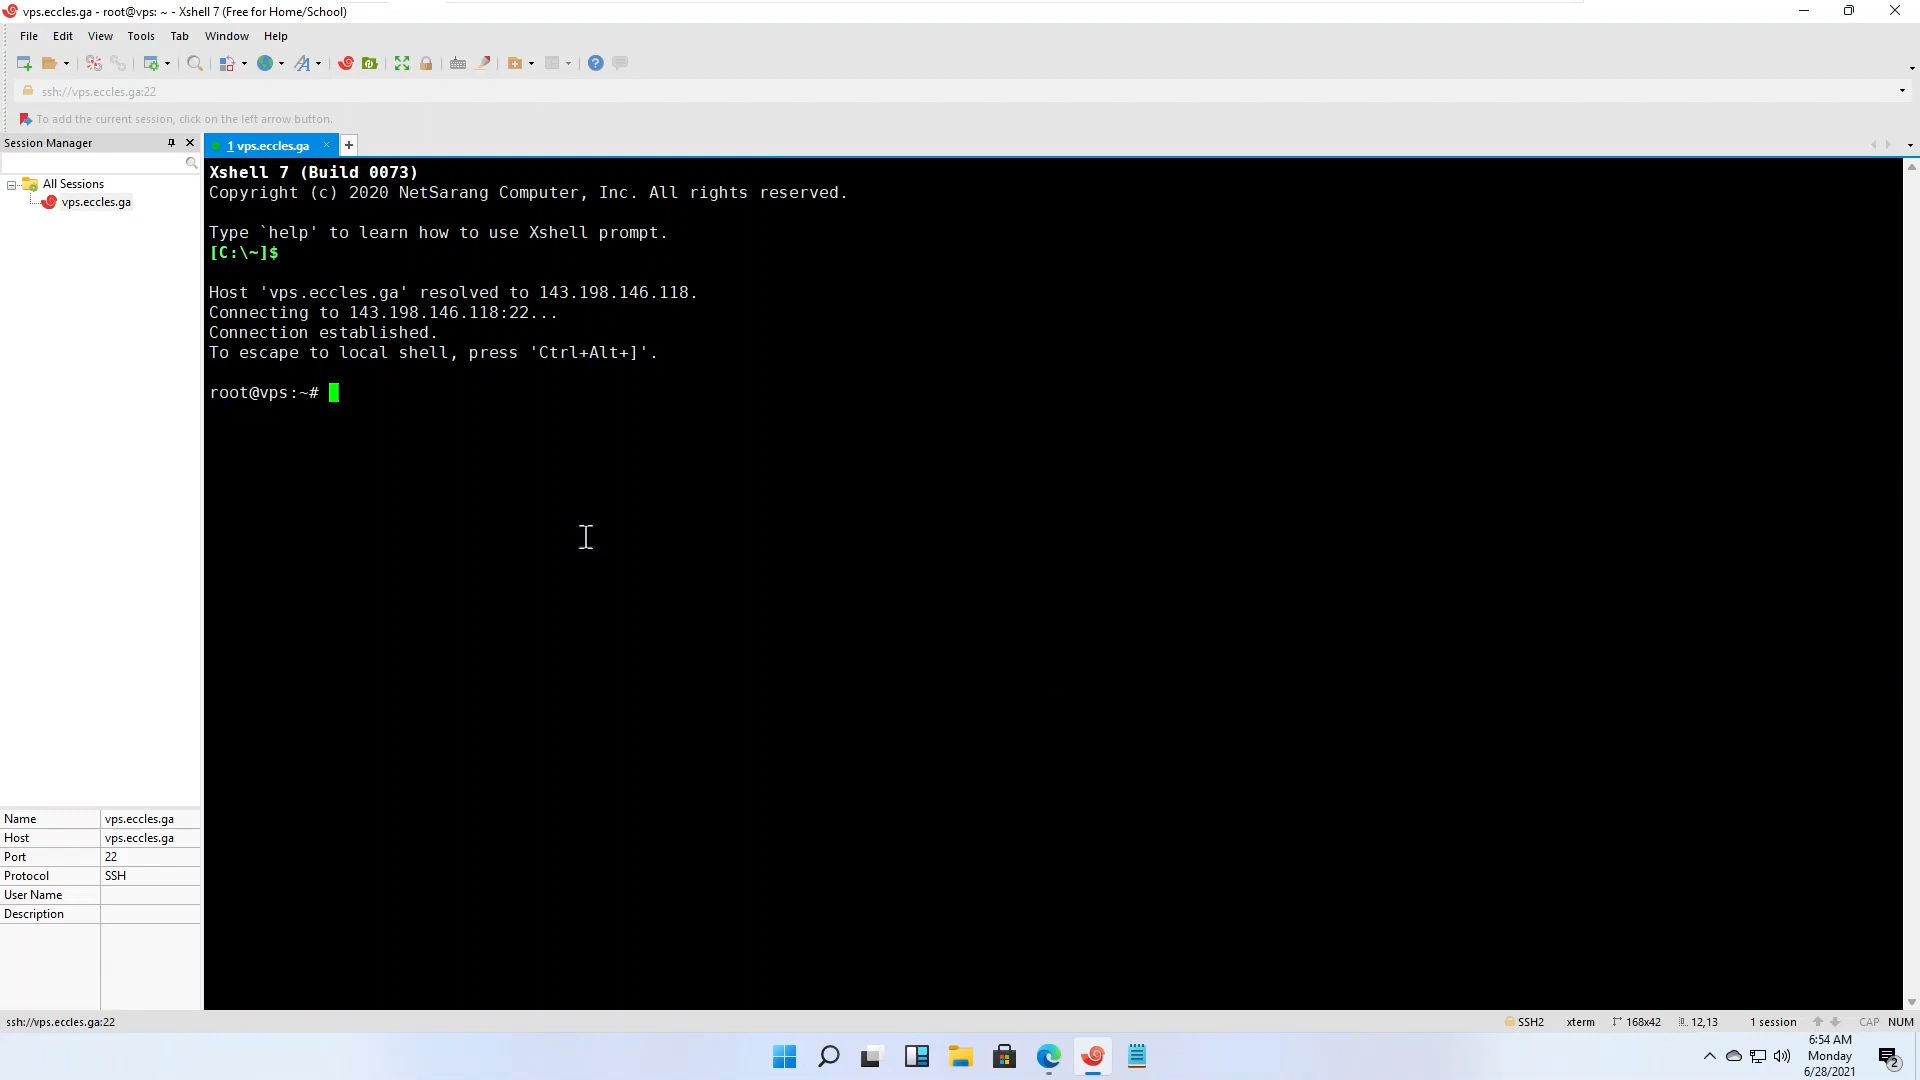 vps.eccles.ga - root@vps: ~ - Xshell 7 (Free for Home/School)
File Edit View Tools Tab Window Help
ssh://vps.eccles.ga:22
To add the current session, click on the left arrow button.
Session Manager
All Sessions
vps.eccles.ga
1 vps.eccles.ga
Xshell 7 (Build 0073)
Copyright (c) 2020 NetSarang Computer, Inc. All rights reserved.
Type `help' to learn how to use Xshell prompt.
[C:\~]$
Host 'vps.eccles.ga' resolved to 143.198.146.118.
Connecting to 143.198.146.118:22...
Connection established.
To escape to local shell, press 'Ctrl+Alt+]'.
root@vps:~#
Name vps.eccles.ga
Host vps.eccles.ga
Port 22
Protocol SSH
User Name
Description
ssh://vps.eccles.ga:22 SSH2 xterm 168x42 12,13 1 session CAP NUM
6:54 AM
Monday
6/28/2021
2